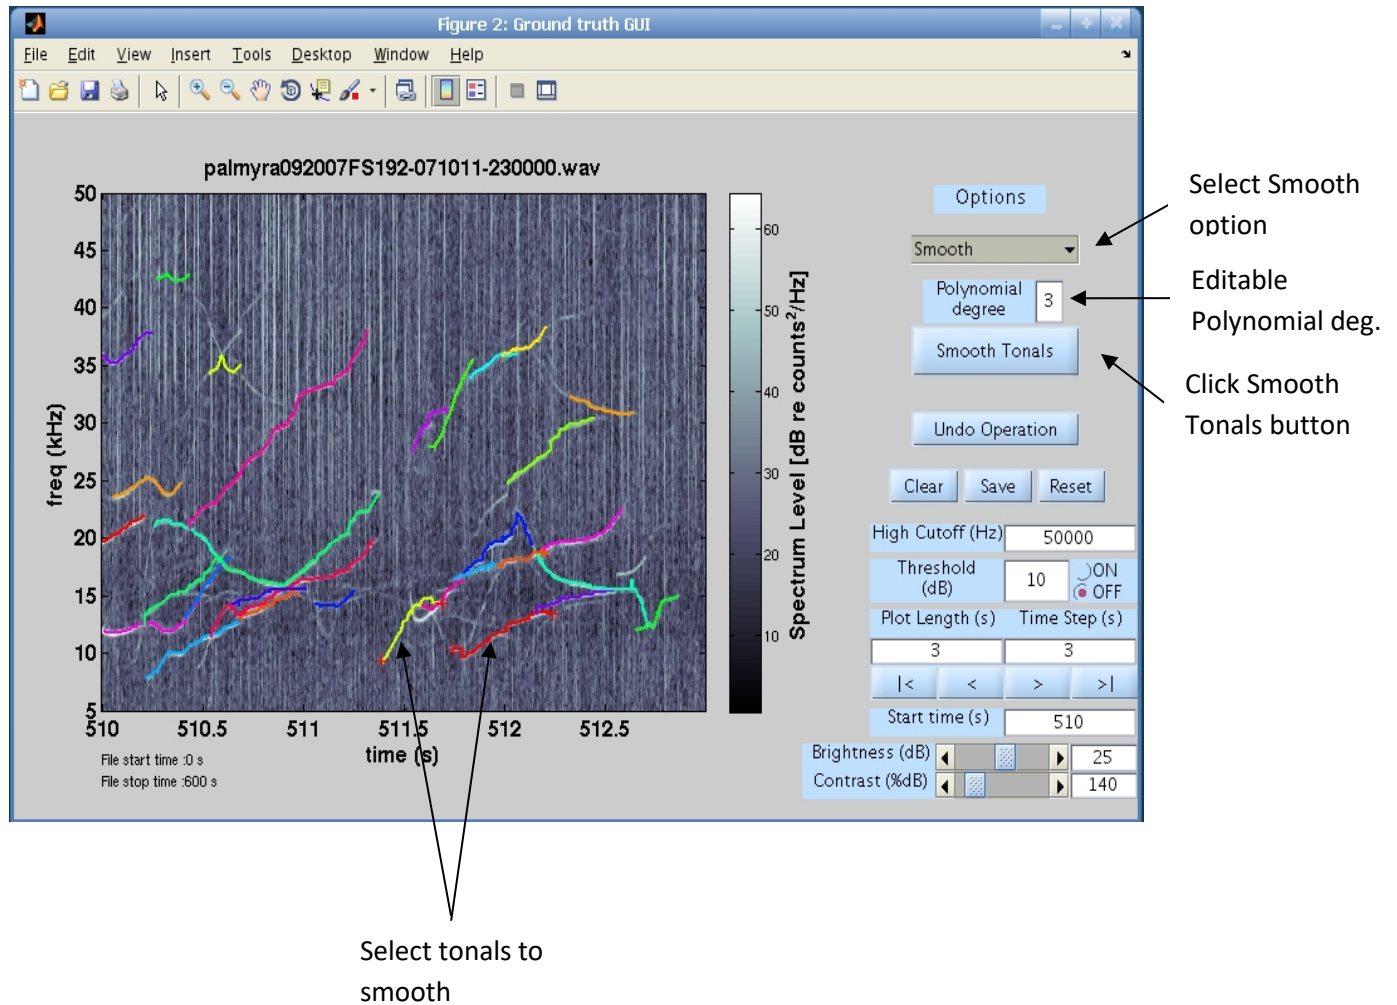 Figure 2: Ground truth GUI
File Edit View Insert Tools Desktop Window Help
palmyra092007FS192-071011-230000.wav
50
45
40
35
30
25
20
15
10
5
freq (kHz)
510 510.5 511 511.5 512 512.5
time (s)
File start time :0 s
File stop time :600 s
60
50
40
30
20
10
Spectrum Level [dB re counts²/Hz]
Options
Smooth
Polynomial
degree
3
Smooth Tonals
Undo Operation
Clear Save Reset
High Cutoff (Hz) 50000
Threshold
(dB)
10
ON
OFF
Plot Length (s) Time Step (s)
3 3
|< < > >|
Start time (s) 510
Brightness (dB) 25
Contrast (%dB) 140
Select Smooth
option
Editable
Polynomial deg.
Click Smooth
Tonals button
Select tonals to
smooth